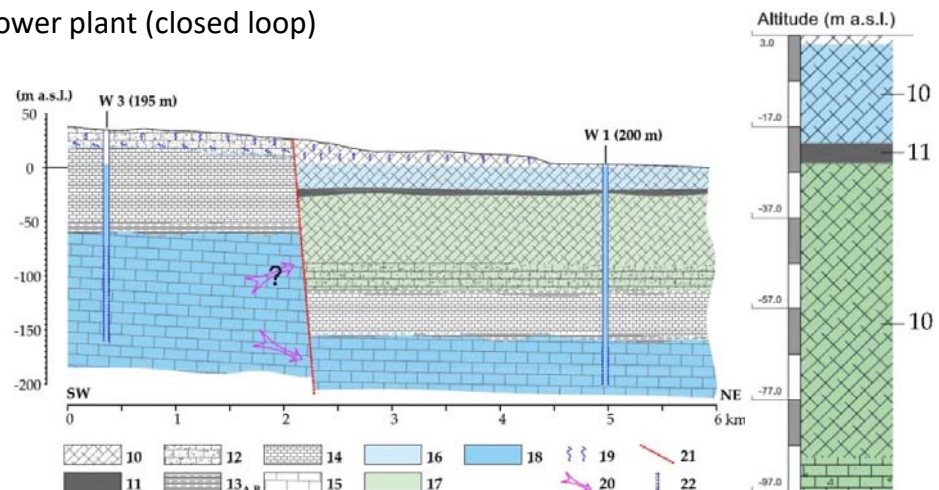 ower plant (closed loop)
Altitude (m a.s.l.)
(m a.s.l.)
W 3 (195 m)
W 1 (200 m)
50
0
-50
-100
-150
-200
?
SW
NE
0 1 2 3 4 5 6 km
10 12 14 16 18 19 21
11 13 A,B 15 17 20 22
3.0
-17.0
-37.0
-57.0
-77.0
-97.0
10
11
10